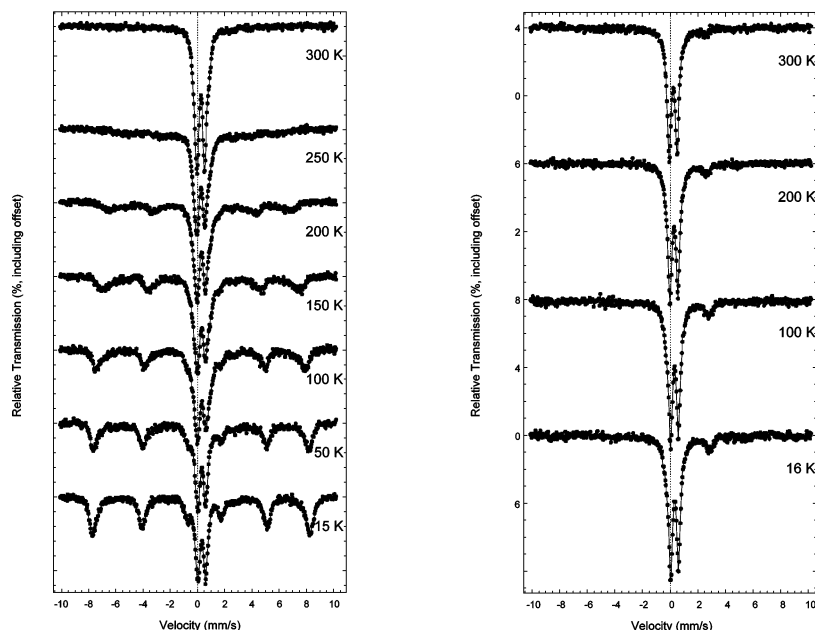 Relative Transmission (%, including offset)
300 K
250 K
200 K
150 K
100 K
50 K
15 K
-10 -8 -6 -4 -2 0 2 4 6 8 10
Velocity (mm/s)
Relative Transmission (%, including offset)
4
300 K
0
6
200 K
2
8
100 K
4
0
16 K
6
-10 -8 -6 -4 -2 0 2 4 6 8 10
Velocity (mm/s)